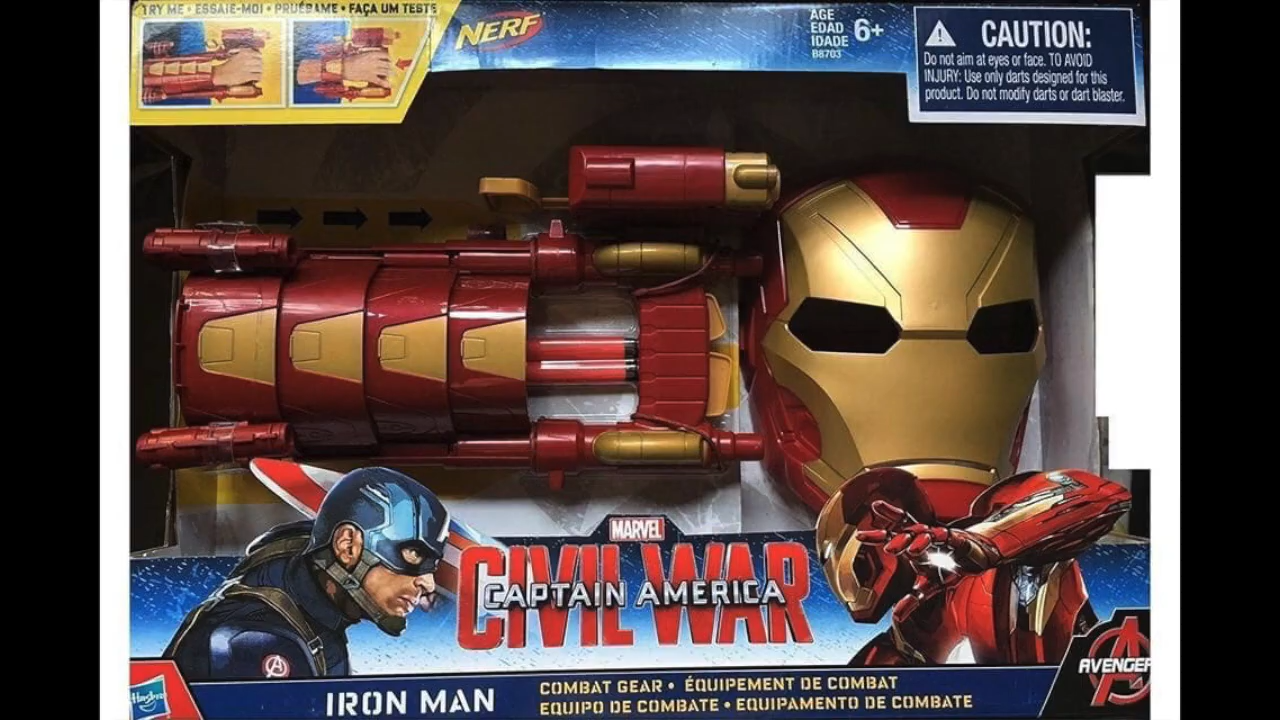 TRY ME • ESSAIE-MOI • PRUÉBAME • FAÇA UM TESTE
NERF
AGE
EDAD
IDADE
6+
B8703
CAUTION:
Do not aim at eyes or face. TO AVOID
INJURY: Use only darts designed for this
product. Do not modify darts or dart blaster.
MARVEL
CIVIL WAR
CAPTAIN AMERICA
AVENGER
Hasbro
IRON MAN
COMBAT GEAR • ÉQUIPEMENT DE COMBAT
EQUIPO DE COMBATE • EQUIPAMENTO DE COMBATE